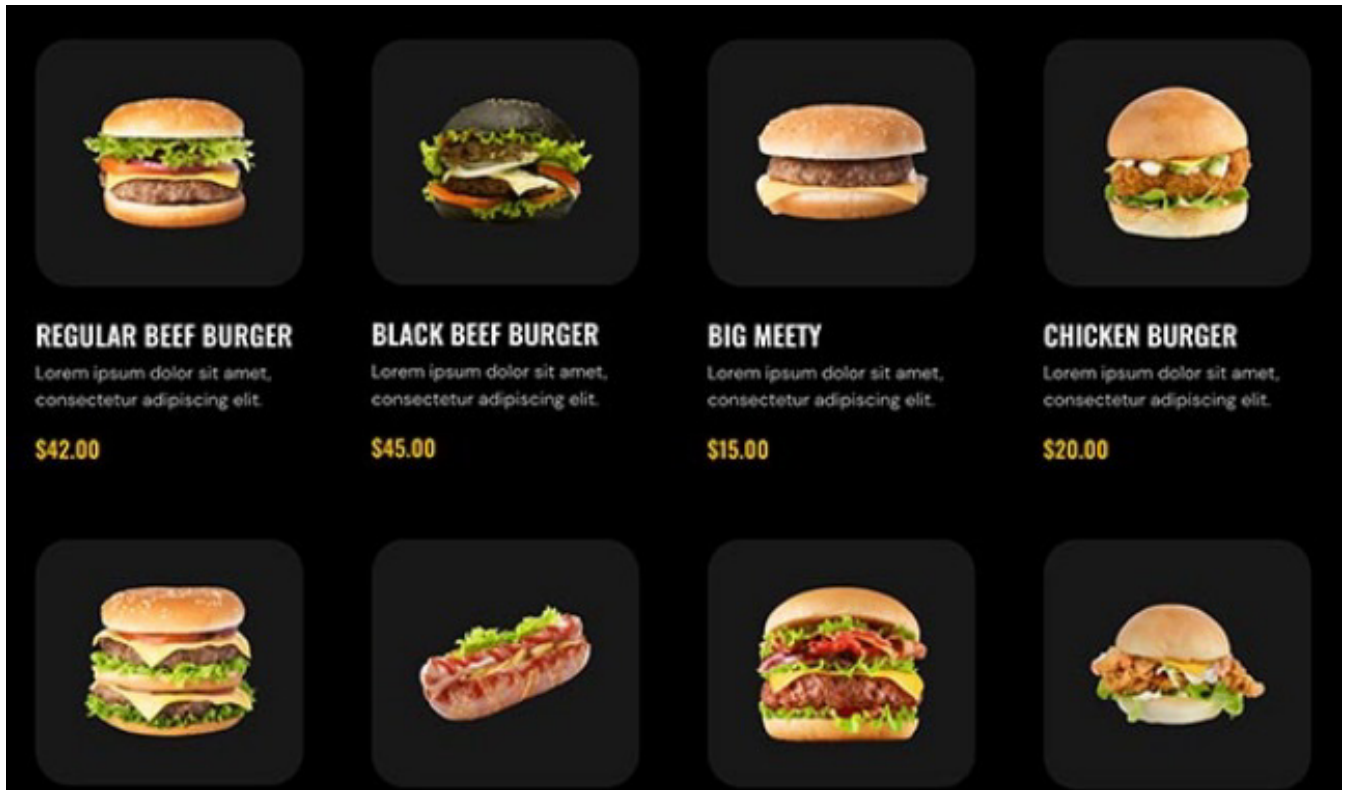 REGULAR BEEF BURGER
Lorem ipsum dolor sit amet,
consectetur adipiscing elit.
$42.00
BLACK BEEF BURGER
Lorem ipsum dolor sit amet,
consectetur adipiscing elit.
$45.00
BIG MEETY
Lorem ipsum dolor sit amet,
consectetur adipiscing elit.
$15.00
CHICKEN BURGER
Lorem ipsum dolor sit amet,
consectetur adipiscing elit.
$20.00